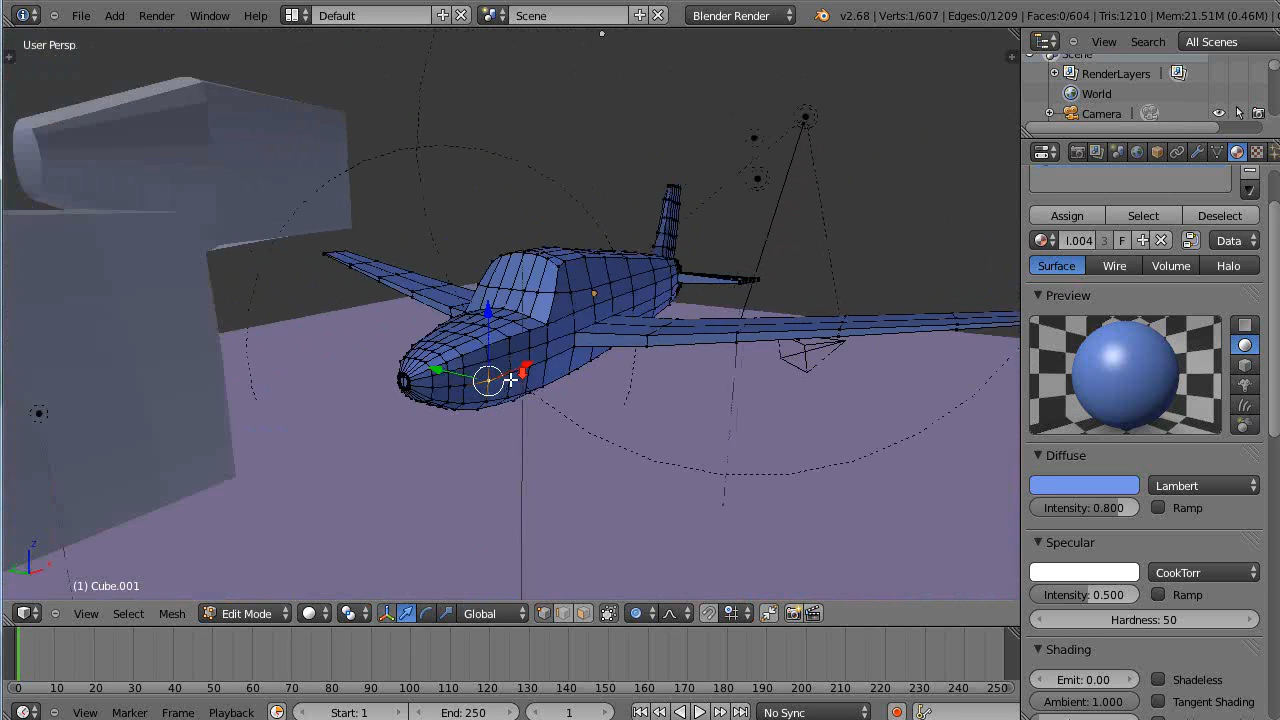 File Add Render Window Help Default Scene Blender Render v2.68 | Verts:1/607 | Edges:0/1209 | Faces:0/604 | Tris:1210 | Mem:21.51M (0.46M) |
User Persp
View Search All Scenes
Scene
RenderLayers
World
Camera
Assign Select Deselect
I.004 3 F Data
Surface Wire Volume Halo
Preview
Diffuse
Lambert
Intensity: 0.800 Ramp
Specular
CookTorr
Intensity: 0.500 Ramp
Hardness: 50
Shading
Emit: 0.00 Shadeless
Ambient: 1.000 Tangent Shading
z
x
(1) Cube.001
View Select Mesh Edit Mode Global
0 10 20 30 40 50 60 70 80 90 100 110 120 130 140 150 160 170 180 190 200 210 220 230 240 250
View Marker Frame Playback Start: 1 End: 250 1 No Sync